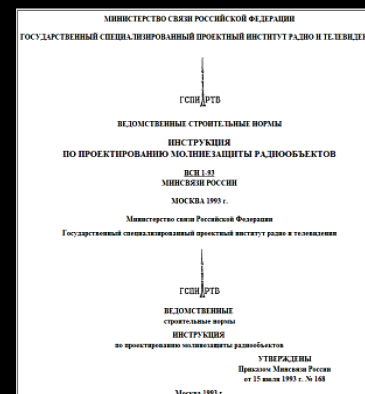 МИНИСТЕРСТВО СВЯЗИ РОССИЙСКОЙ ФЕДЕРАЦИИ
ГОСУДАРСТВЕННЫЙ СПЕЦИАЛИЗИРОВАННЫЙ ПРОЕКТНЫЙ ИНСТИТУТ РАДИО И ТЕЛЕВИДЕН
ГСПИ РТВ
ВЕДОМСТВЕННЫЕ СТРОИТЕЛЬНЫЕ НОРМЫ
ИНСТРУКЦИЯ
ПО ПРОЕКТИРОВАНИЮ МОЛНИЕЗАЩИТЫ РАДИООБЪЕКТОВ
ВСН 1-93
МИНСВЯЗИ РОССИИ
МОСКВА 1993 г.
Министерство связи Российской Федерации
Государственный специализированный проектный институт радио и телевидения
ГСПИ РТВ
ВЕДОМСТВЕННЫЕ
строительные нормы
ИНСТРУКЦИЯ
по проектированию молниезащиты радиообъектов
УТВЕРЖДЕНЫ
Приказом Минсвязи России
от 15 июля 1993 г. № 168
Москва 1993 г.